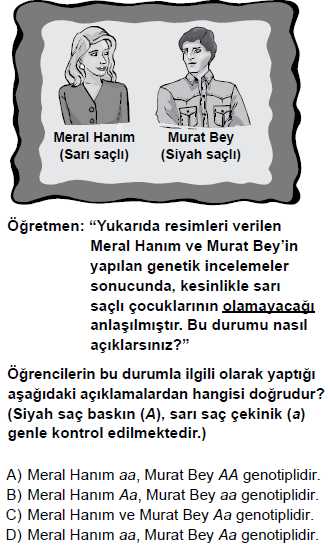 Meral Hanım
(Sarı saçlı)
Murat Bey
(Siyah saçlı)
Öğretmen: “Yukarıda resimleri verilen
Meral Hanım ve Murat Bey’in
yapılan genetik incelemeler
sonucunda, kesinlikle sarı
saçlı çocuklarının olamayacağı
anlaşılmıştır. Bu durumu nasıl
açıklarsınız?”
Öğrencilerin bu durumla ilgili olarak yaptığı
aşağıdaki açıklamalardan hangisi doğrudur?
(Siyah saç baskın (A), sarı saç çekinik (a)
genle kontrol edilmektedir.)
A) Meral Hanım aa, Murat Bey AA genotiplidir.
B) Meral Hanım Aa, Murat Bey aa genotiplidir.
C) Meral Hanım ve Murat Bey Aa genotiplidir.
D) Meral Hanım aa, Murat Bey Aa genotiplidir.